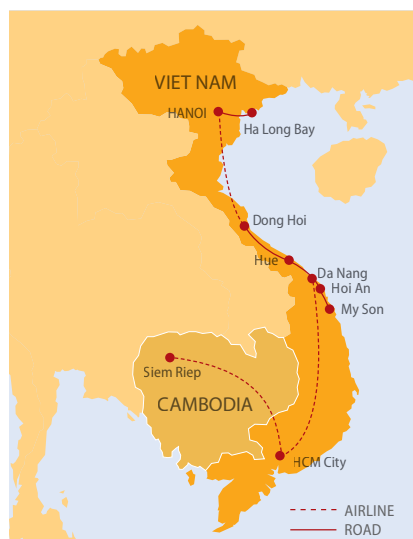 VIET NAM
HANOI
Ha Long Bay
Dong Hoi
Hue
Da Nang
Hoi An
My Son
Siem Riep
CAMBODIA
HCM City
AIRLINE
ROAD